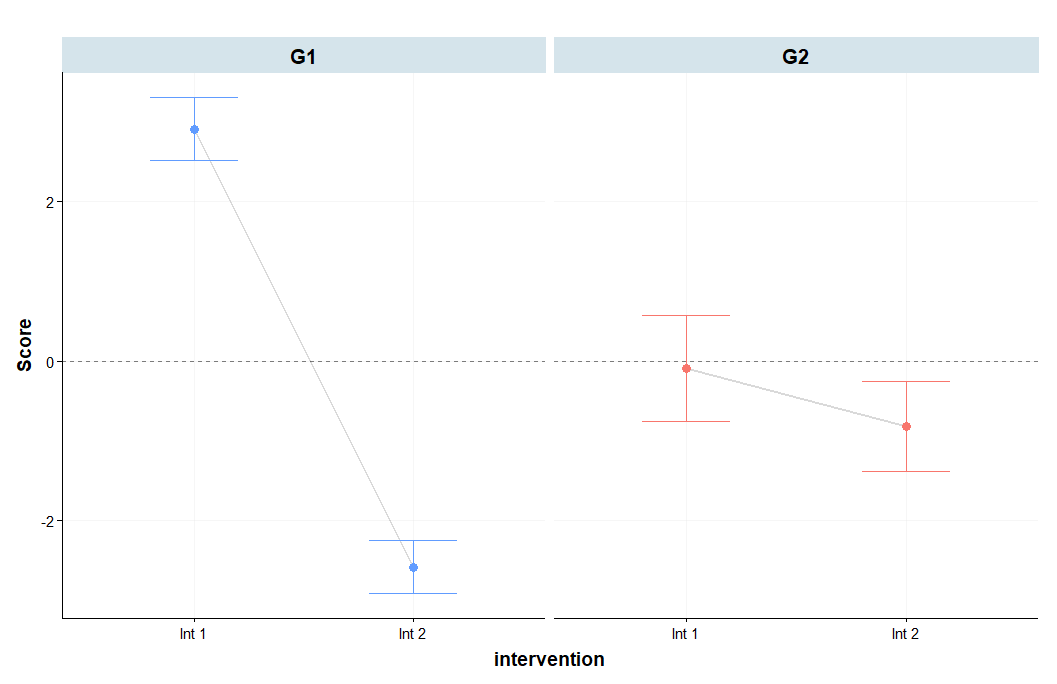 G1
G2
Score
2
0
-2
Int 1
Int 2
Int 1
Int 2
intervention